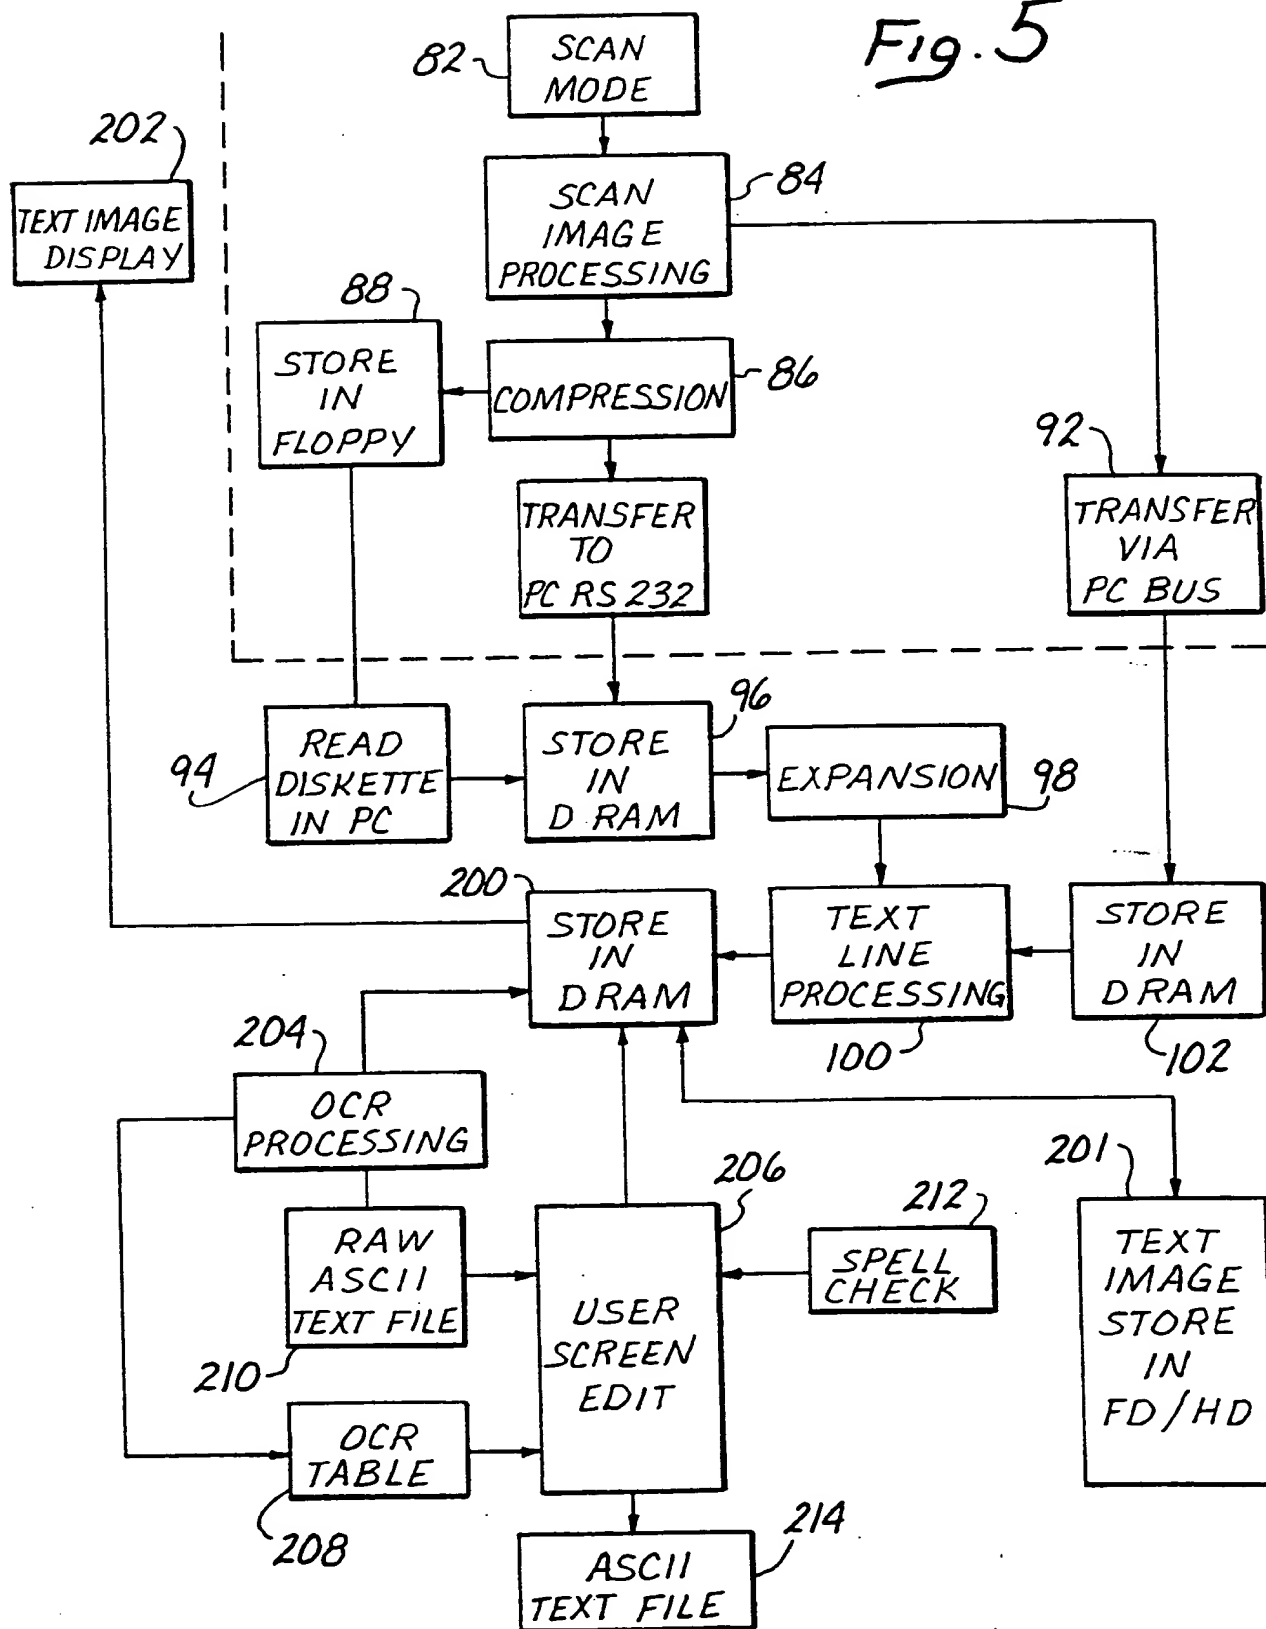 Fig. 5
82
SCAN
MODE
202
TEXT IMAGE
DISPLAY
84
SCAN
IMAGE
PROCESSING
88
STORE
IN
FLOPPY
COMPRESSION
86
92
TRANSFER
TO
PC RS 232
TRANSFER
VIA
PC BUS
94
READ
DISKETTE
IN PC
96
STORE
IN
D RAM
EXPANSION
98
200
STORE
IN
D RAM
TEXT
LINE
PROCESSING
100
STORE
IN
D RAM
102
204
OCR
PROCESSING
201
TEXT
IMAGE
STORE
IN
FD/HD
206
USER
SCREEN
EDIT
212
SPELL
CHECK
RAW
ASCII
TEXT FILE
210
OCR
TABLE
208
214
ASCII
TEXT FILE